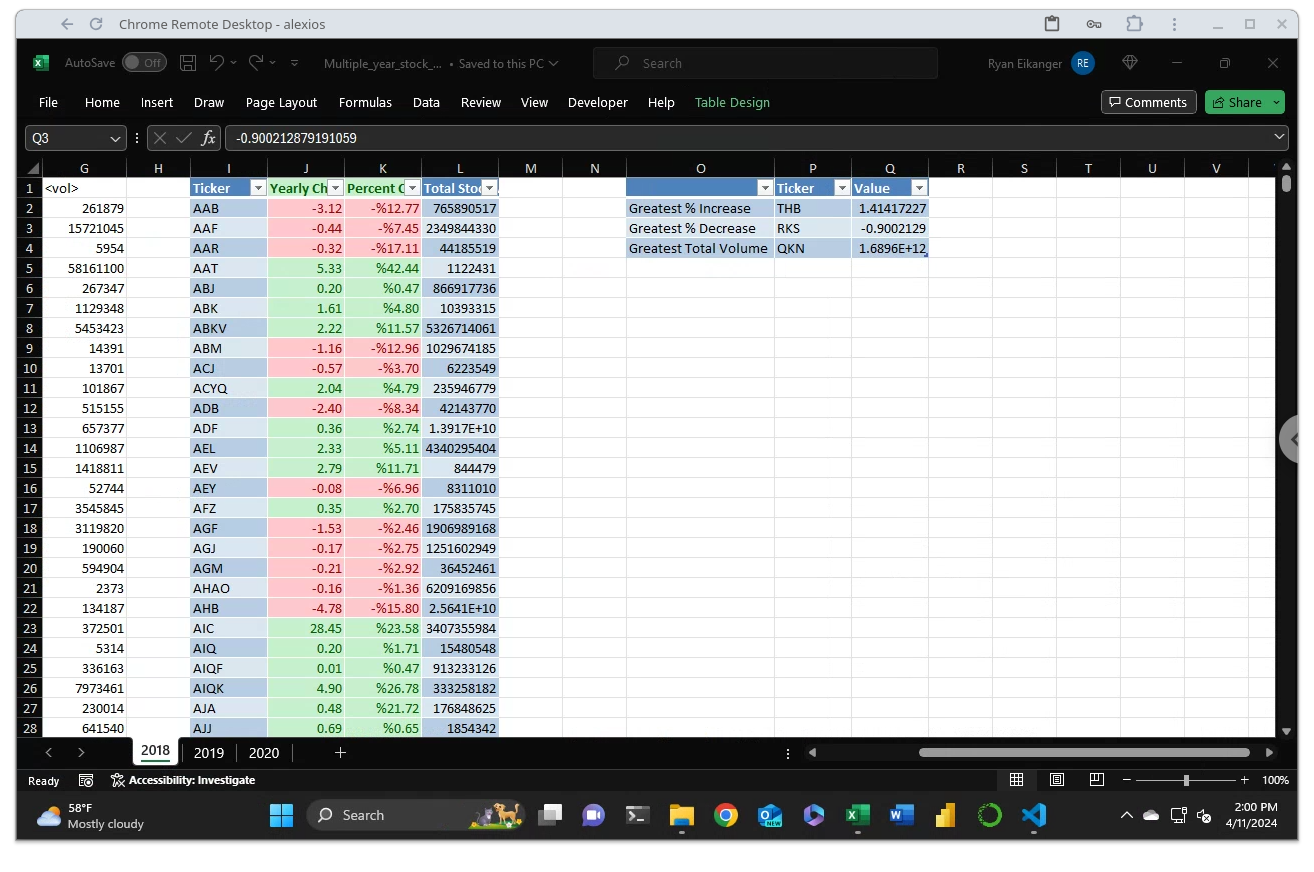 Chrome Remote Desktop - alexios
AutoSave Off Multiple_year_stock_... • Saved to this PC Search Ryan Eikanger RE
File Home Insert Draw Page Layout Formulas Data Review View Developer Help Table Design Comments Share
Q3 fx -0.900212879191059
G H I J K L M N O P Q R S T U V
1 <vol> Ticker Yearly Ch Percent C Total Stoc Ticker Value
2 261879 AAB -3.12 -%12.77 765890517 Greatest % Increase THB 1.41417227
3 15721045 AAF -0.44 -%7.45 2349844330 Greatest % Decrease RKS -0.9002129
4 5954 AAR -0.32 -%17.11 44185519 Greatest Total Volume QKN 1.6896E+12
5 58161100 AAT 5.33 %42.44 1122431
6 267347 ABJ 0.20 %0.47 866917736
7 1129348 ABK 1.61 %4.80 10393315
8 5453423 ABKV 2.22 %11.57 5326714061
9 14391 ABM -1.16 -%12.96 1029674185
10 13701 ACJ -0.57 -%3.70 6223549
11 101867 ACYQ 2.04 %4.79 235946779
12 515155 ADB -2.40 -%8.34 42143770
13 657377 ADF 0.36 %2.74 1.3917E+10
14 1106987 AEL 2.33 %5.11 4340295404
15 1418811 AEV 2.79 %11.71 844479
16 52744 AEY -0.08 -%6.96 8311010
17 3545845 AFZ 0.35 %2.70 175835745
18 3119820 AGF -1.53 -%2.46 1906989168
19 190060 AGJ -0.17 -%2.75 1251602949
20 594904 AGM -0.21 -%2.92 36452461
21 2373 AHAO -0.16 -%1.36 6209169856
22 134187 AHB -4.78 -%15.80 2.5641E+10
23 372501 AIC 28.45 %23.58 3407355984
24 5314 AIQ 0.20 %1.71 15480548
25 336163 AIQF 0.01 %0.47 913233126
26 7973461 AIQK 4.90 %26.78 333258182
27 230014 AJA 0.48 %21.72 176848625
28 641540 AJJ 0.69 %0.65 1854342
2018 2019 2020
Ready Accessibility: Investigate 100%
58°F
Mostly cloudy
Search
NEW
2:00 PM
4/11/2024